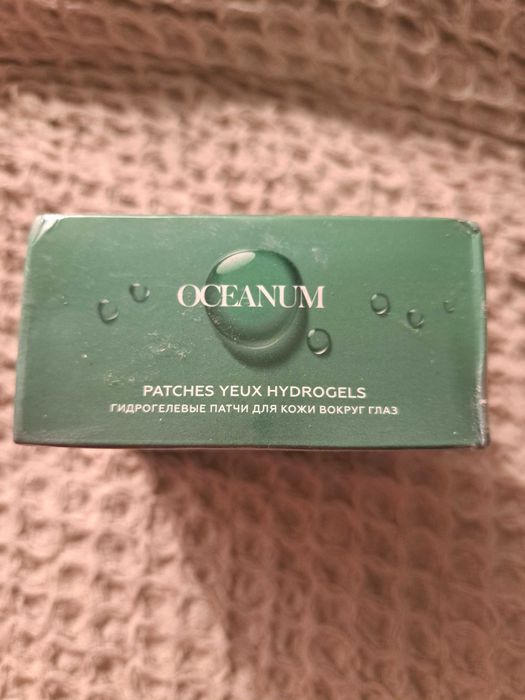 OCEANUM
PATCHES YEUX HYDROGELS
ГИДРОГЕЛЕВЫЕ ПАТЧИ ДЛЯ КОЖИ ВОКРУГ ГЛАЗ